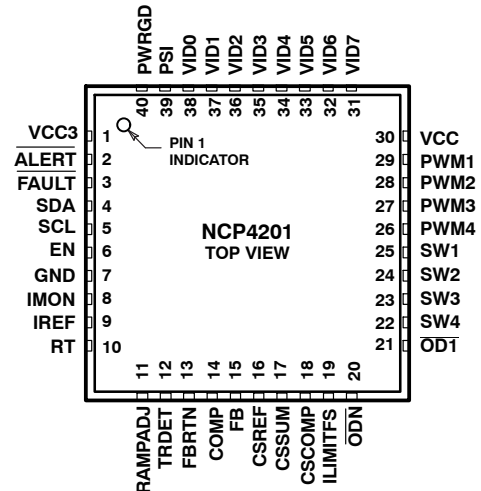 PWRGD
PSI
VID0
VID1
VID2
VID3
VID4
VID5
VID6
VID7
40
39
38
37
36
35
34
33
32
31
VCC3 1
ALERT 2
FAULT 3
SDA 4
SCL 5
EN 6
GND 7
IMON 8
IREF 9
RT 10
PIN 1
INDICATOR
NCP4201
TOP VIEW
30 VCC
29 PWM1
28 PWM2
27 PWM3
26 PWM4
25 SW1
24 SW2
23 SW3
22 SW4
21 OD1
11
12
13
14
15
16
17
18
19
20
RAMPADJ
TRDET
FBRTN
COMP
FB
CSREF
CSSUM
CSCOMP
ILIMITFS
ODN